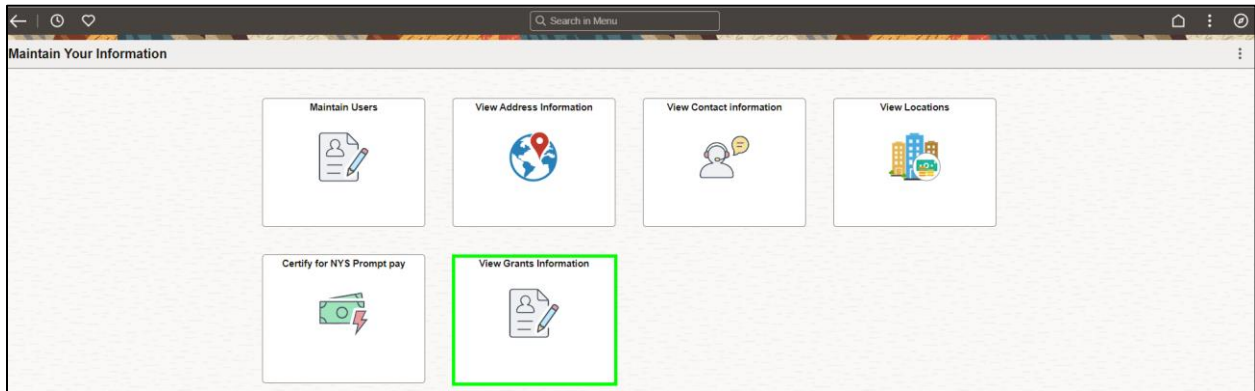 Search in Menu
Maintain Your Information
Maintain Users
View Address Information
View Contact information
View Locations
Certify for NYS Prompt pay
View Grants Information